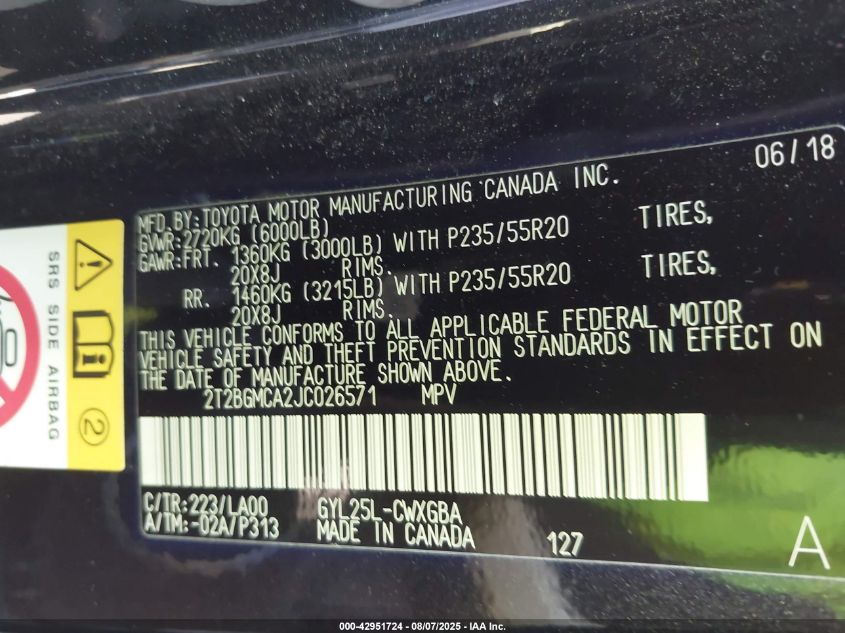 06/18
MFD.BY:TOYOTA MOTOR MANUFACTURING CANADA INC.
GVWR:2720KG (6000LB)
GAWR:FRT. 1360KG (3000LB) WITH P235/55R20 TIRES,
20X8J RIMS.
RR. 1460KG (3215LB) WITH P235/55R20 TIRES,
20X8J RIMS.
THIS VEHICLE CONFORMS TO ALL APPLICABLE FEDERAL MOTOR
VEHICLE SAFETY AND THEFT PREVENTION STANDARDS IN EFFECT ON
THE DATE OF MANUFACTURE SHOWN ABOVE.
2T2BGMCA2JC026571 MPV
C/TR:223/LA00 GYL25L-CWXGBA
A/TM:-02A/P313 MADE IN CANADA 127
A
SRS SIDE AIRBAG
2
000-42951724 - 08/07/2025 - IAA Inc.